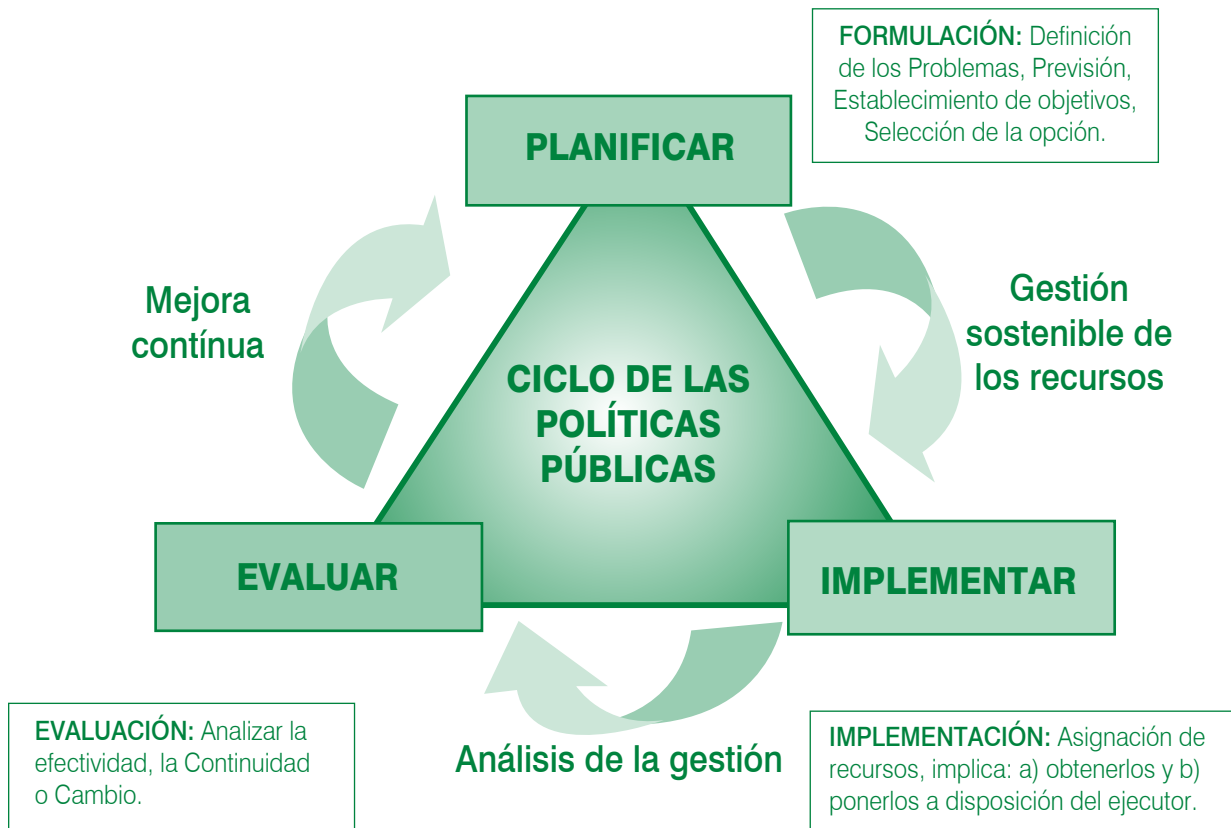 FORMULACIÓN: Definición
de los Problemas, Previsión,
Establecimiento de objetivos,
Selección de la opción.
PLANIFICAR
Mejora
contínua
Gestión
sostenible de
los recursos
CICLO DE LAS
POLÍTICAS
PÚBLICAS
EVALUAR
IMPLEMENTAR
EVALUACIÓN: Analizar la
efectividad, la Continuidad
o Cambio.
Análisis de la gestión
IMPLEMENTACIÓN: Asignación de
recursos, implica: a) obtenerlos y b)
ponerlos a disposición del ejecutor.